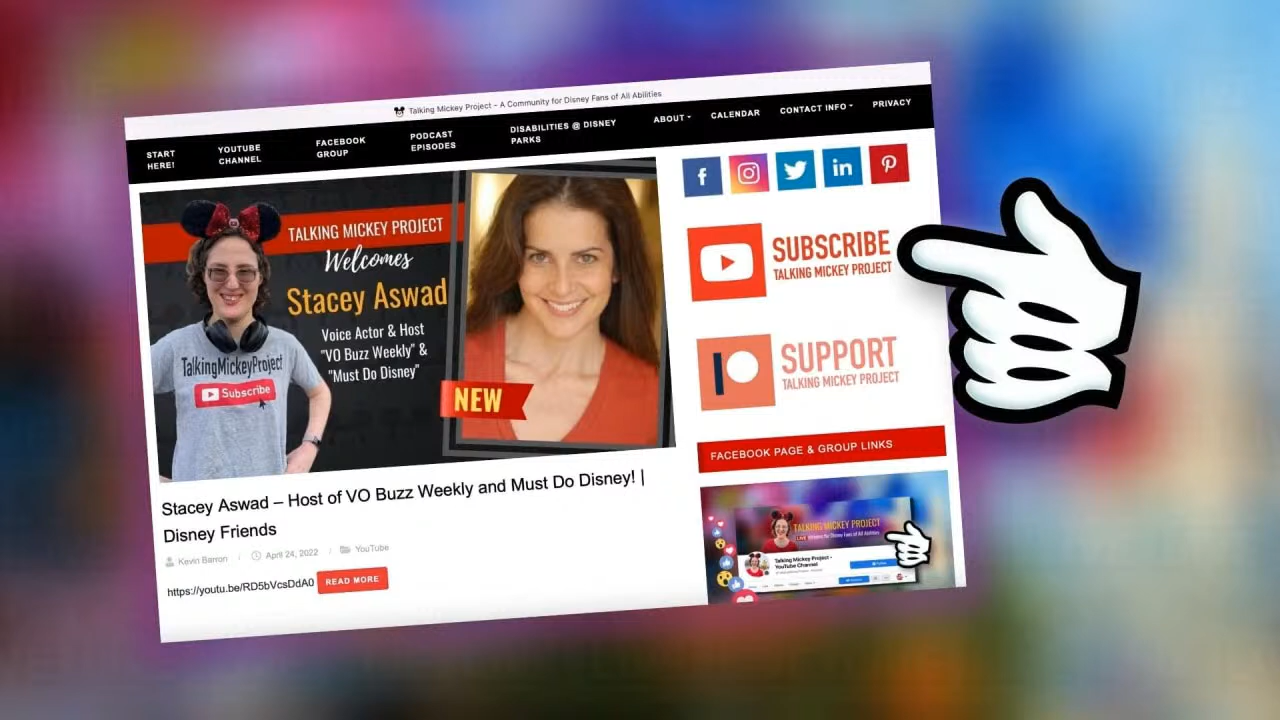 Talking Mickey Project – A Community for Disney Fans of All Abilities
START
HERE!
YOUTUBE
CHANNEL
FACEBOOK
GROUP
PODCAST
EPISODES
DISABILITIES @ DISNEY
PARKS
ABOUT
CALENDAR
CONTACT INFO
PRIVACY
TALKING MICKEY PROJECT
Welcomes
Stacey Aswad
Voice Actor & Host
"VO Buzz Weekly" &
"Must Do Disney"
TalkingMickeyProject
Subscribe
NEW
SUBSCRIBE
TALKING MICKEY PROJECT
SUPPORT
TALKING MICKEY PROJECT
FACEBOOK PAGE & GROUP LINKS
TALKING MICKEY PROJECT
Talking Mickey Project -
YouTube Channel
Stacey Aswad – Host of VO Buzz Weekly and Must Do Disney! |
Disney Friends
Kevin Barron
April 24, 2022
YouTube
https://youtu.be/RD5bVcsDdA0
READ MORE